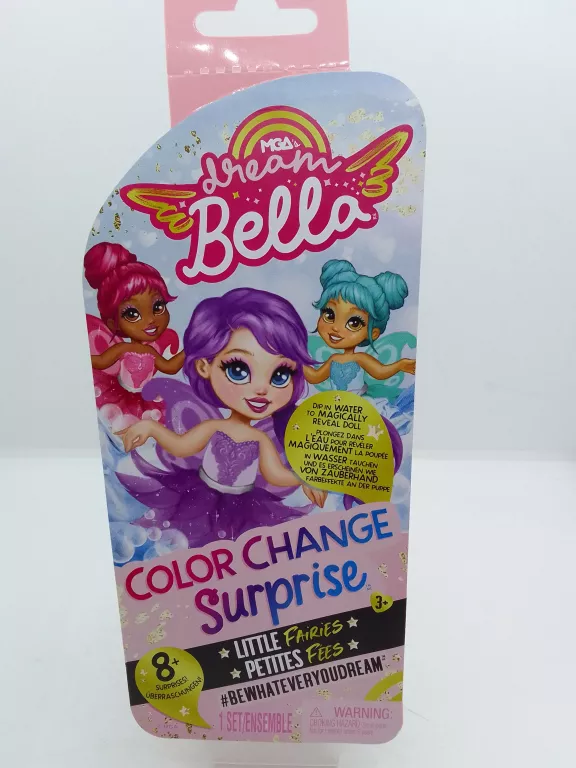 MGA's
dream
Bella
DIP IN WATER
TO MAGICALLY
REVEAL DOLL
PLONGEZ DANS
L'EAU POUR RÉVÉLER
MAGIQUEMENT LA POUPÉE
IN WASSER TAUCHEN
UND ES ERSCHEINEN WIE
VON ZAUBERHAND
FARBEFFEKTE AN DER PUPPE
COLOR CHANGE
Surprise
3+
LITTLE FAIRIES
PETITES FÉES
8+
SURPRISES!
ÜBERRASCHUNGEN!
#BEWHATEVERYOUDREAM
1 SET/ENSEMBLE
WARNING:
CHOKING HAZARD